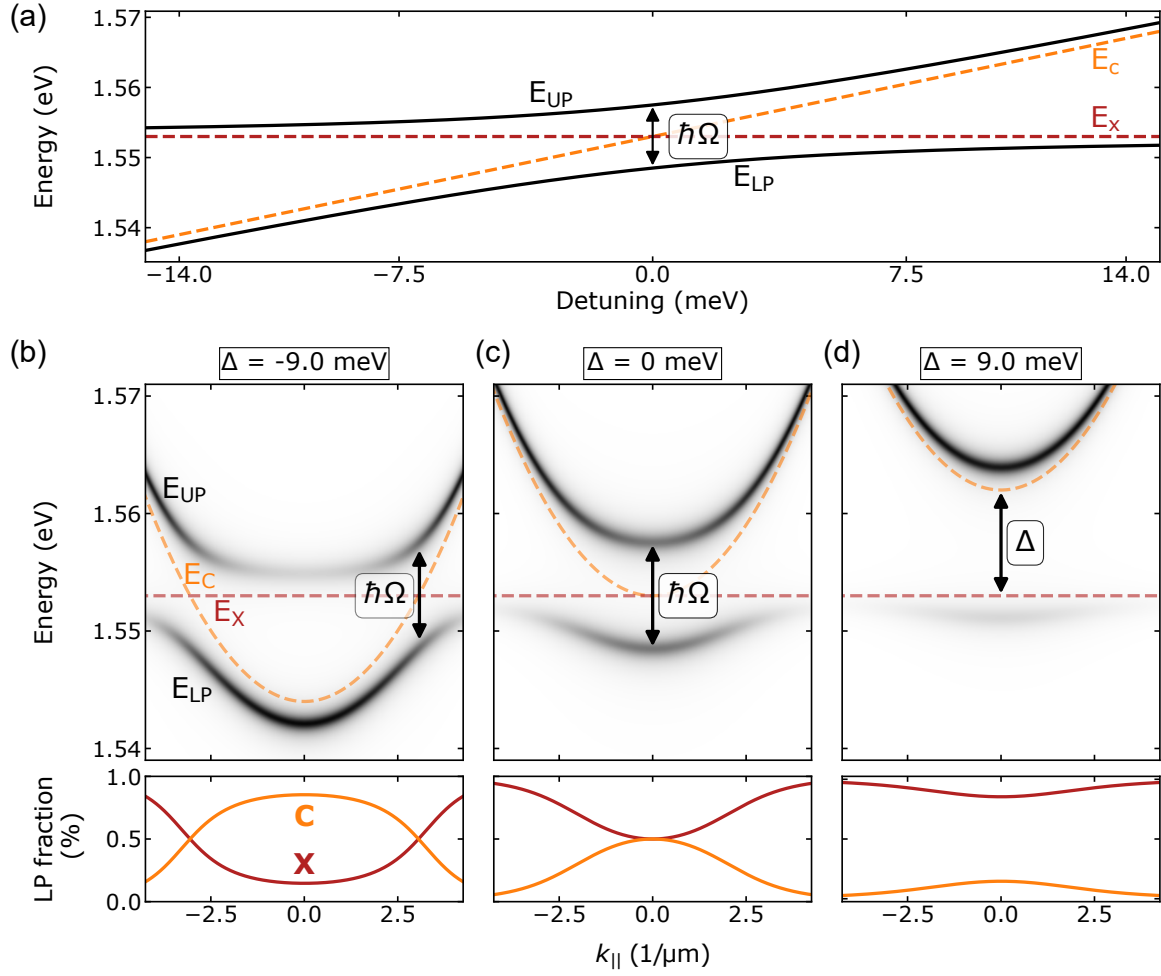 (a)
1.57
1.56
1.55
1.54
Energy (eV)
E_UP
ħΩ
E_LP
E_C
E_X
−14.0 −7.5 0.0 7.5 14.0
Detuning (meV)
(b) Δ = -9.0 meV (c) Δ = 0 meV (d) Δ = 9.0 meV
1.57
1.56
1.55
1.54
Energy (eV)
E_UP
E_C
E_X
E_LP
ħΩ
ħΩ
Δ
1.0
0.5
0.0
LP fraction
(%)
C
X
−2.5 0.0 2.5
−2.5 0.0 2.5
−2.5 0.0 2.5
k_|| (1/μm)